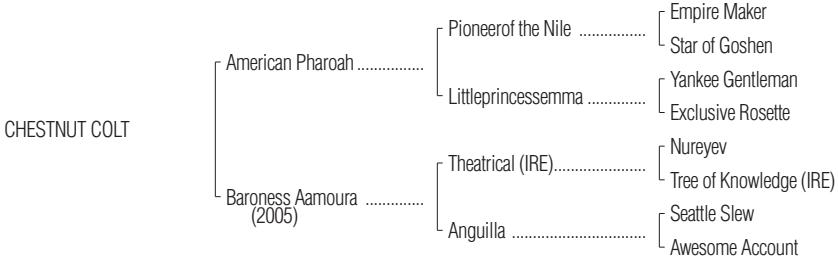 Empire Maker
Pioneerof the Nile ................
Star of Goshen
American Pharoah ................
Yankee Gentleman
Littleprincessemma ..............
Exclusive Rosette
CHESTNUT COLT
Nureyev
Theatrical (IRE)......................
Tree of Knowledge (IRE)
Baroness Aamoura ..............
(2005)
Seattle Slew
Anguilla ................................
Awesome Account